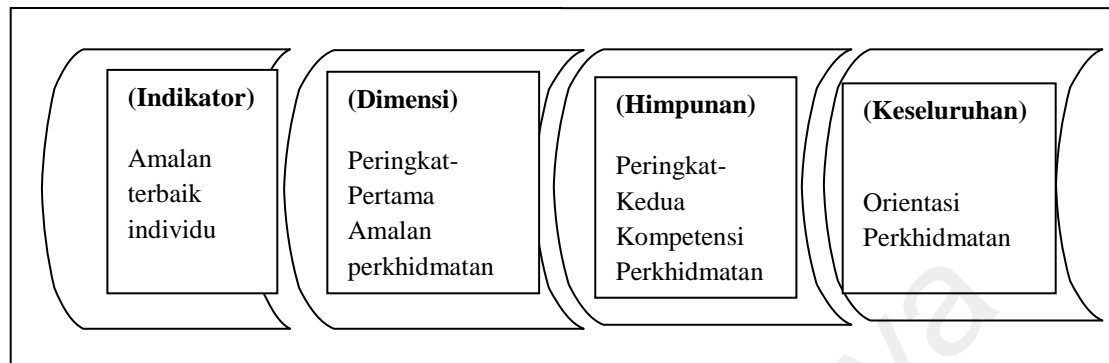 (Indikator)
Amalan
terbaik
individu
(Dimensi)
Peringkat-
Pertama
Amalan
perkhidmatan
(Himpunan)
Peringkat-
Kedua
Kompetensi
Perkhidmatan
(Keseluruhan)
Orientasi
Perkhidmatan